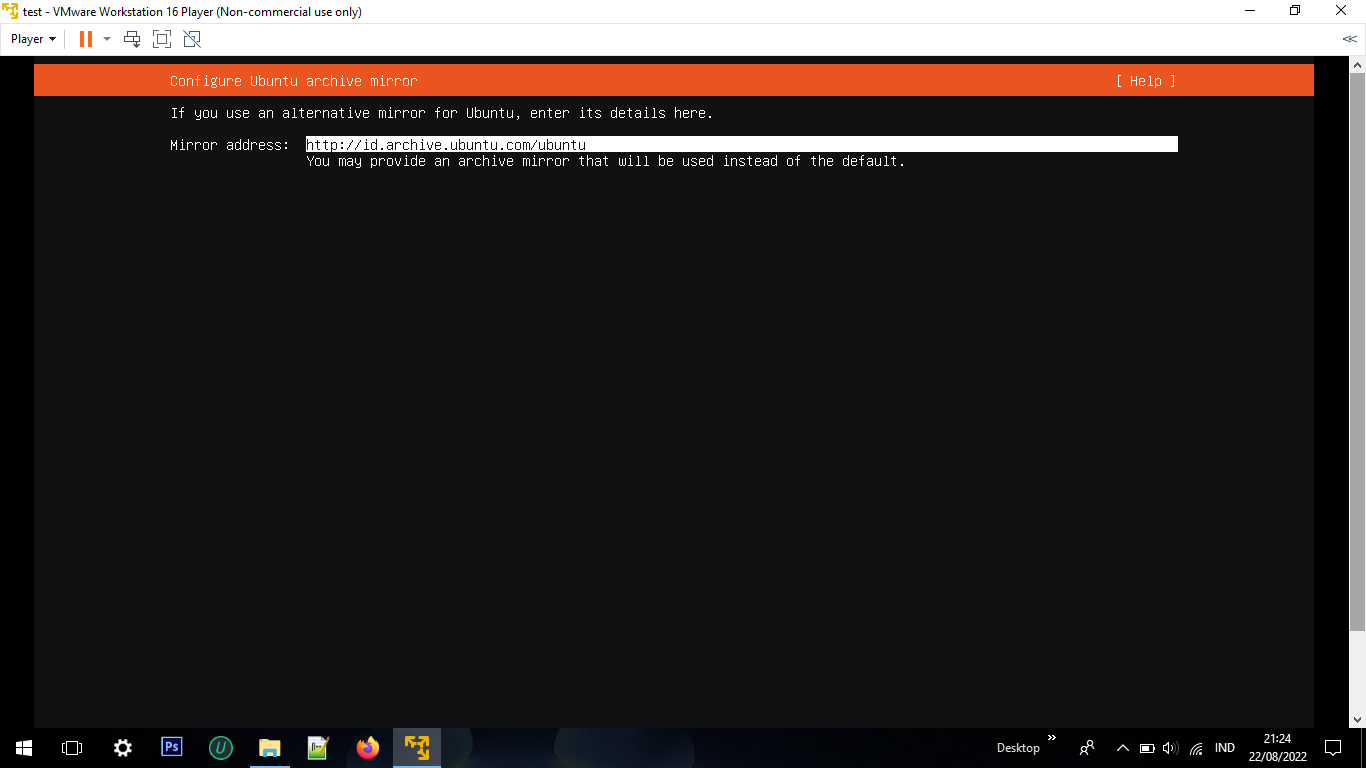 test - VMware Workstation 16 Player (Non-commercial use only)
Player
Configure Ubuntu archive mirror [ Help ]
If you use an alternative mirror for Ubuntu, enter its details here.
Mirror address: http://id.archive.ubuntu.com/ubuntu
You may provide an archive mirror that will be used instead of the default.
Ps
U
N++
Desktop
IND
21:24
22/08/2022